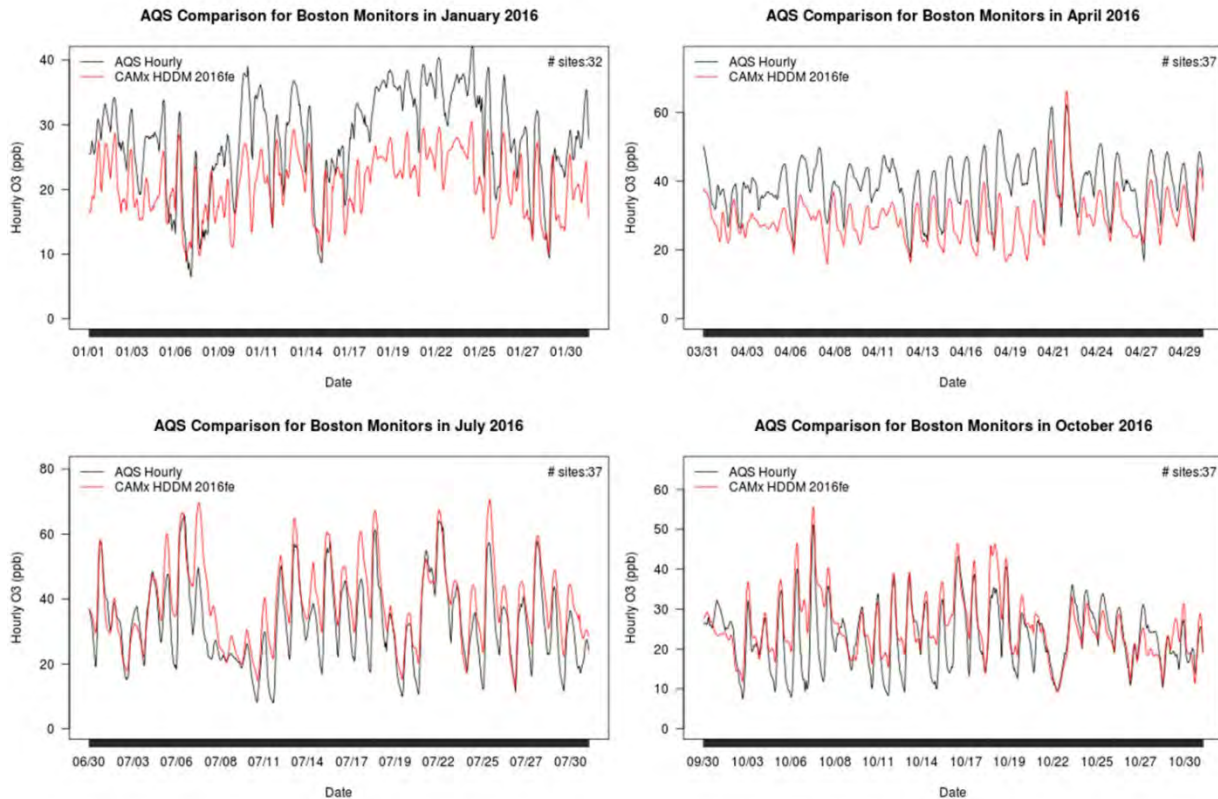 AQS Comparison for Boston Monitors in January 2016
AQS Hourly
CAMx HDDM 2016fe
# sites:32
Hourly O3 (ppb)
40
30
20
10
0
01/01 01/03 01/06 01/09 01/11 01/14 01/17 01/19 01/22 01/25 01/27 01/30
Date
AQS Comparison for Boston Monitors in April 2016
AQS Hourly
CAMx HDDM 2016fe
# sites:37
Hourly O3 (ppb)
60
40
20
0
03/31 04/03 04/06 04/08 04/11 04/13 04/16 04/19 04/21 04/24 04/27 04/29
Date
AQS Comparison for Boston Monitors in July 2016
AQS Hourly
CAMx HDDM 2016fe
# sites:37
Hourly O3 (ppb)
80
60
40
20
0
06/30 07/03 07/05 07/08 07/11 07/14 07/17 07/19 07/22 07/25 07/27 07/30
Date
AQS Comparison for Boston Monitors in October 2016
AQS Hourly
CAMx HDDM 2016fe
# sites:37
Hourly O3 (ppb)
60
50
40
30
20
10
0
09/30 10/03 10/06 10/08 10/11 10/14 10/17 10/19 10/22 10/25 10/27 10/30
Date